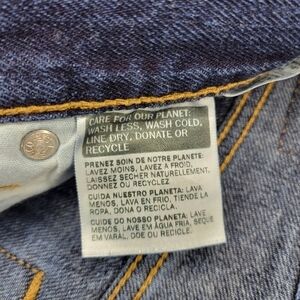 CARE FOR OUR PLANET:
WASH LESS, WASH COLD,
LINE DRY, DONATE OR
RECYCLE
PRENEZ SOIN DE NOTRE PLANETE:
LAVEZ MOINS, LAVEZ A FROID,
LAISSEZ SECHER NATURELLEMENT,
DONNEZ OU RECYCLEZ
CUIDA NUESTRO PLANETA: LAVA
MENOS, LAVA EN FRIO, TIENDE LA
ROPA, DONA O RECICLA.
CUIDE DO NOSSO PLANETA: LAVE
MENOS, LAVE EM AGUA FRIA, SEQUE
EM VARAL, DOE OU RECICLE.